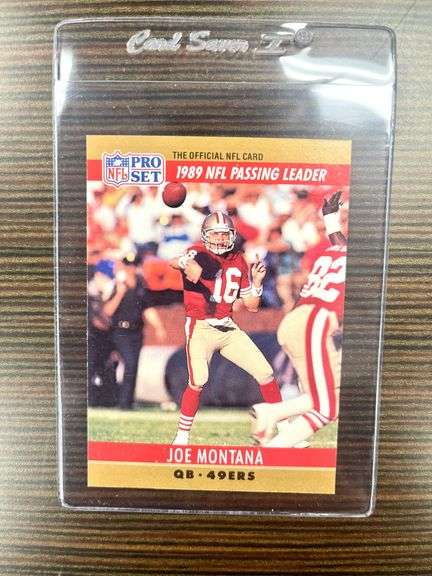 Card Saver I®
THE OFFICIAL NFL CARD
NFL PRO SET
1989 NFL PASSING LEADER
16
82
JOE MONTANA
QB · 49ERS